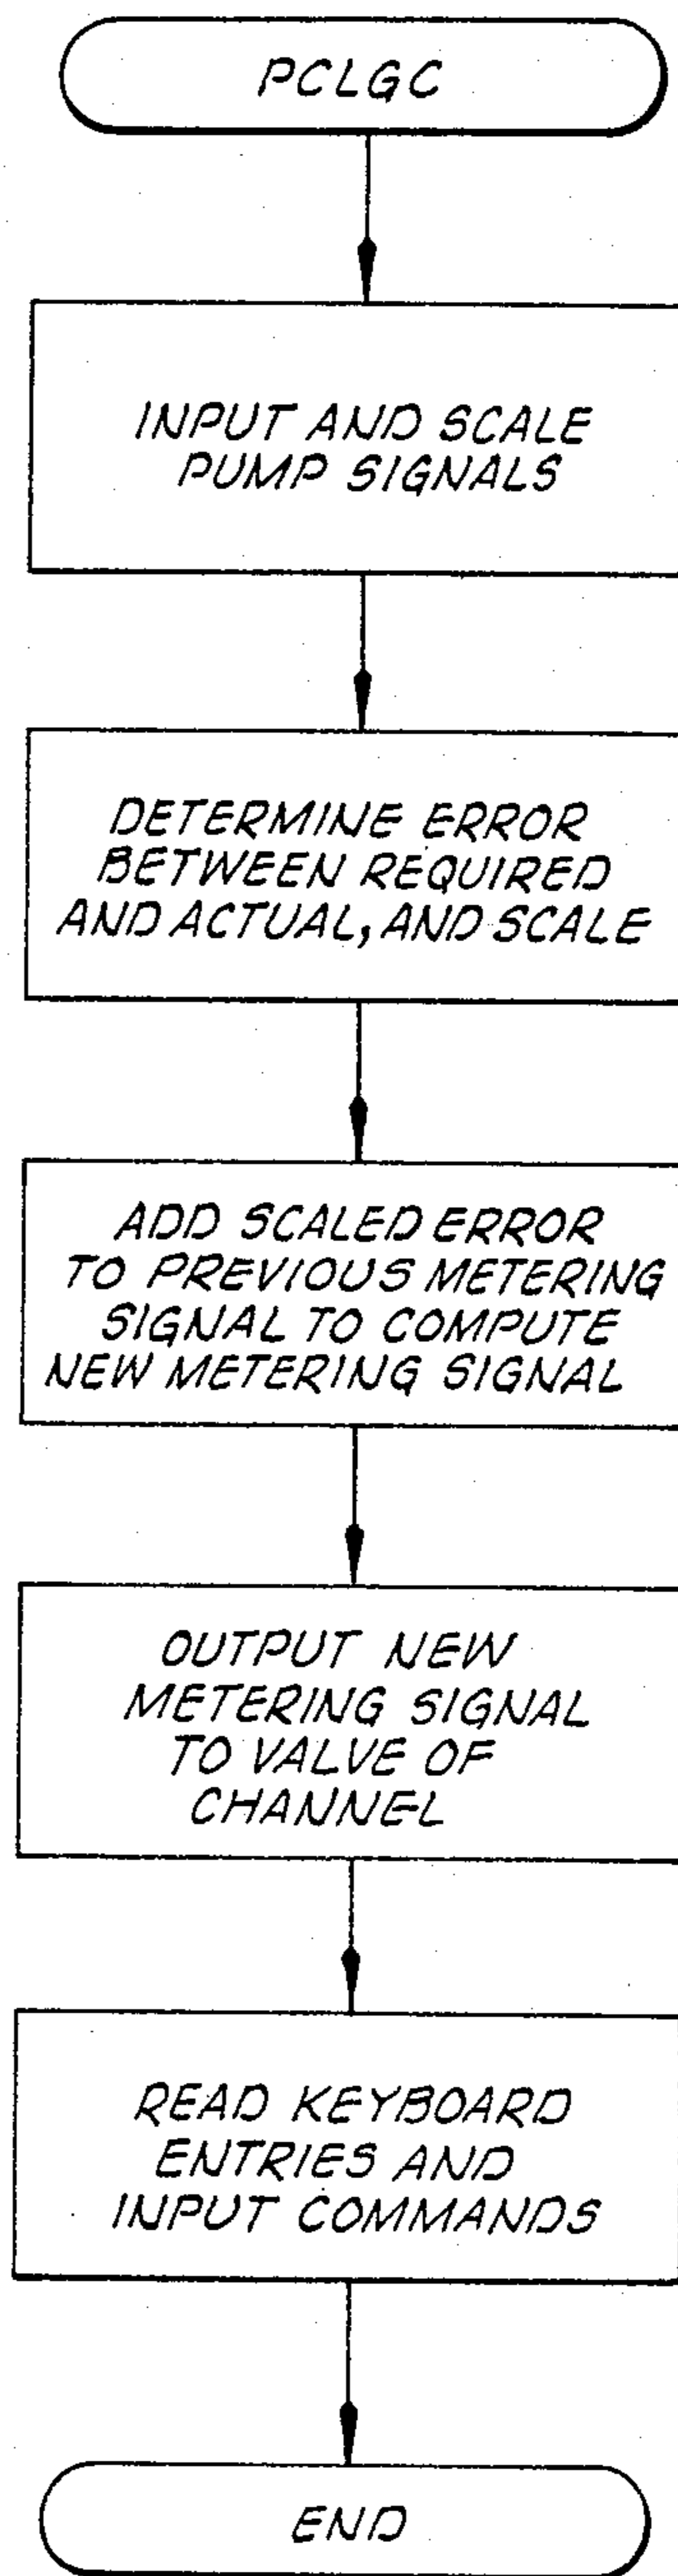 PCLGC
INPUT AND SCALE
PUMP SIGNALS
DETERMINE ERROR
BETWEEN REQUIRED
AND ACTUAL, AND SCALE
ADD SCALED ERROR
TO PREVIOUS METERING
SIGNAL TO COMPUTE
NEW METERING SIGNAL
OUTPUT NEW
METERING SIGNAL
TO VALVE OF
CHANNEL
READ KEYBOARD
ENTRIES AND
INPUT COMMANDS
END